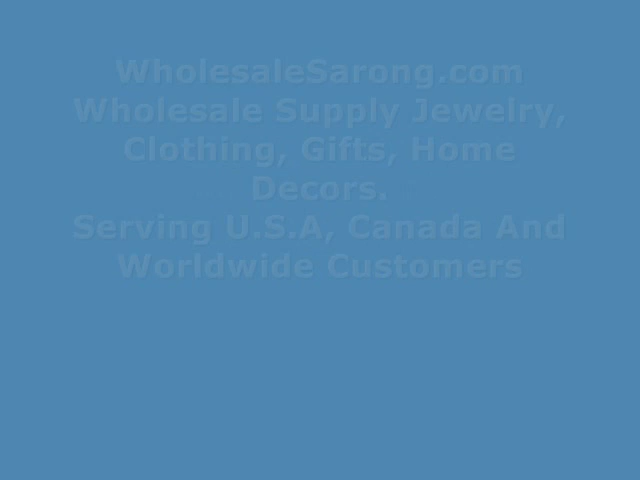 WholesaleSarong.com
Wholesale Supply Jewelry,
Clothing, Gifts, Home
Decors.
Serving U.S.A, Canada And
Worldwide Customers